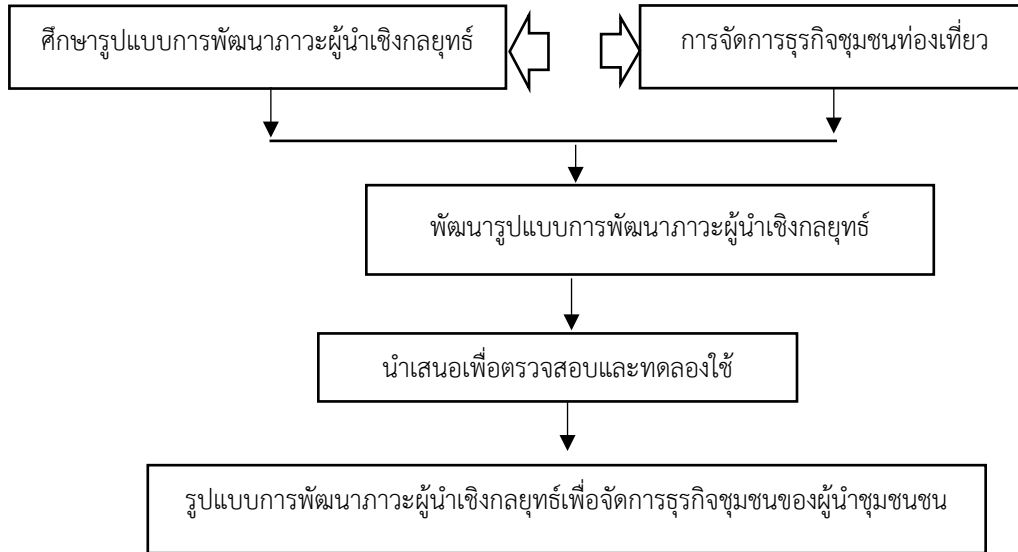 ศึกษารูปแบบการพัฒนาภาวะผู้นำเชิงกลยุทธ์
การจัดการธุรกิจชุมชนท่องเที่ยว
พัฒนารูปแบบการพัฒนาภาวะผู้นำเชิงกลยุทธ์
นำเสนอเพื่อตรวจสอบและทดลองใช้
รูปแบบการพัฒนาภาวะผู้นำเชิงกลยุทธ์เพื่อจัดการธุรกิจชุมชนของผู้นำชุมชนชน